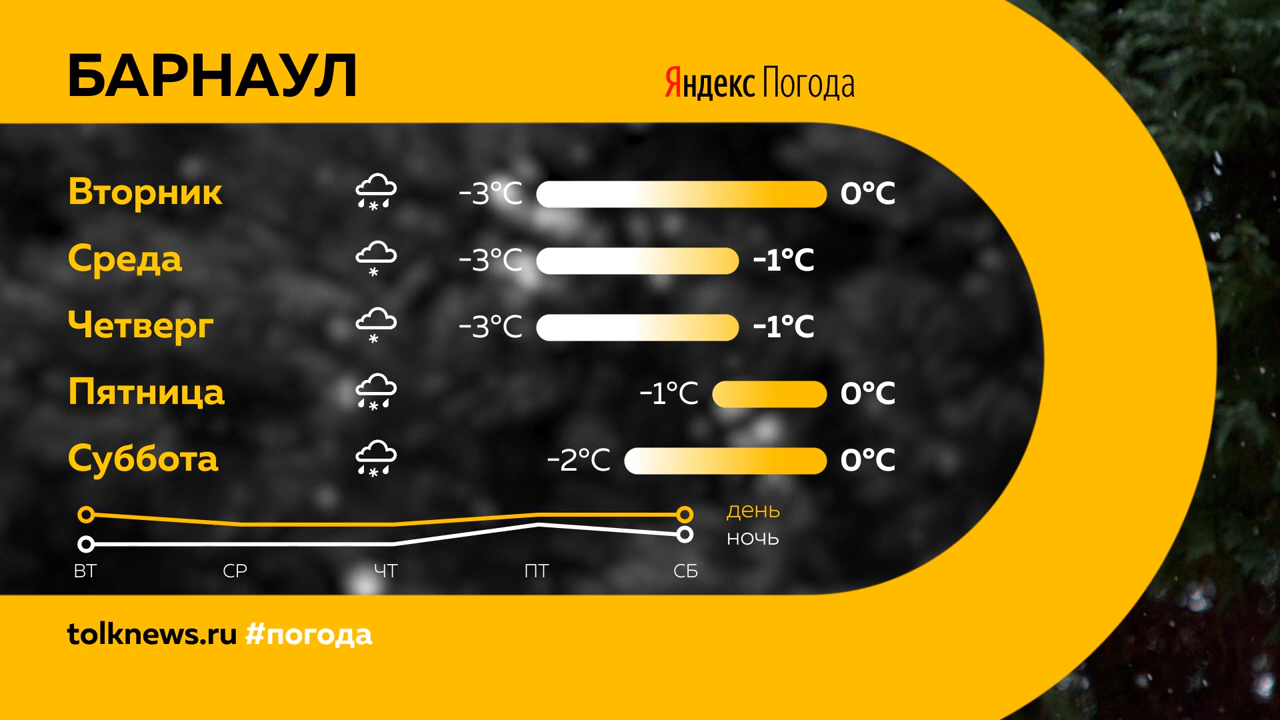 БАРНАУЛ
Яндекс Погода
Вторник -3°C 0°C
Среда -3°C -1°C
Четверг -3°C -1°C
Пятница -1°C 0°C
Суббота -2°C 0°C
день
ночь
ВТ СР ЧТ ПТ СБ
tolknews.ru #погода